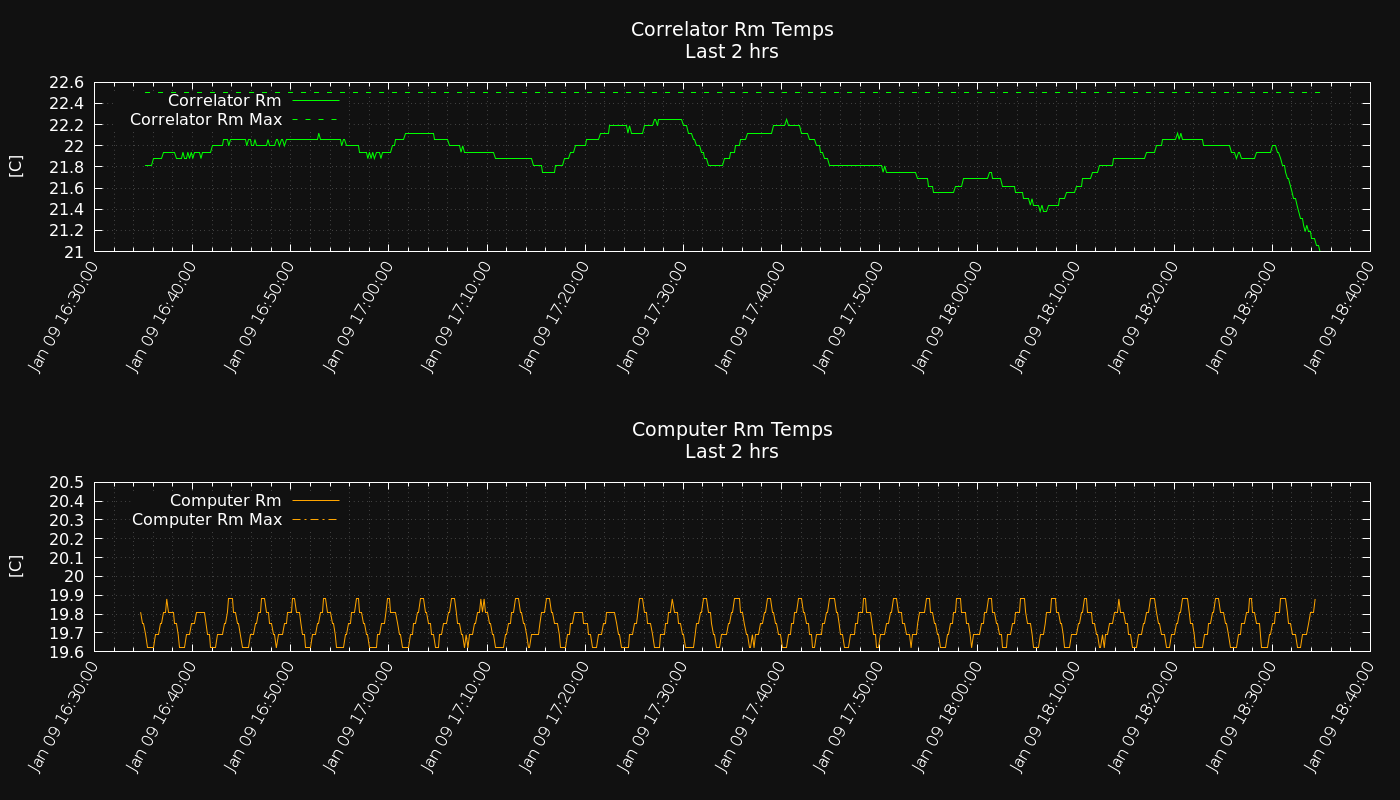 Correlator Rm Temps
Last 2 hrs
22.6
22.4
22.2
22
21.8
21.6
21.4
21.2
21
[C]
Correlator Rm
Correlator Rm Max
Jan 09 16:30:00
Jan 09 16:40:00
Jan 09 16:50:00
Jan 09 17:00:00
Jan 09 17:10:00
Jan 09 17:20:00
Jan 09 17:30:00
Jan 09 17:40:00
Jan 09 17:50:00
Jan 09 18:00:00
Jan 09 18:10:00
Jan 09 18:20:00
Jan 09 18:30:00
Jan 09 18:40:00
Computer Rm Temps
Last 2 hrs
20.5
20.4
20.3
20.2
20.1
20
19.9
19.8
19.7
19.6
[C]
Computer Rm
Computer Rm Max
Jan 09 16:30:00
Jan 09 16:40:00
Jan 09 16:50:00
Jan 09 17:00:00
Jan 09 17:10:00
Jan 09 17:20:00
Jan 09 17:30:00
Jan 09 17:40:00
Jan 09 17:50:00
Jan 09 18:00:00
Jan 09 18:10:00
Jan 09 18:20:00
Jan 09 18:30:00
Jan 09 18:40:00